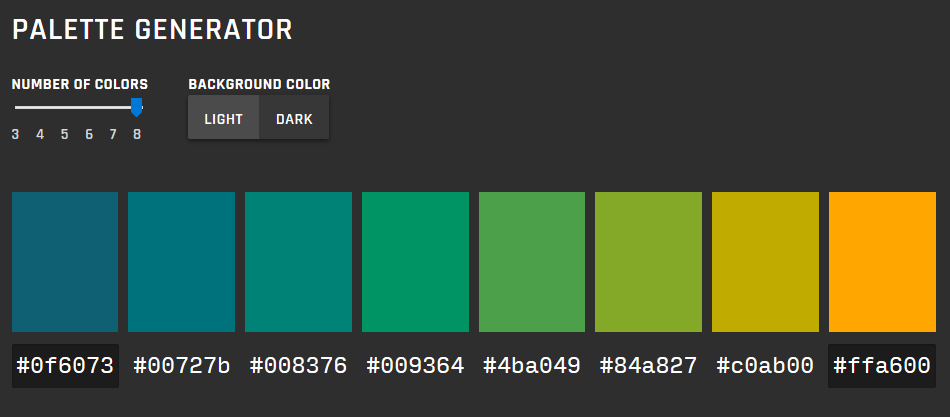 PALETTE GENERATOR
NUMBER OF COLORS
BACKGROUND COLOR
LIGHT DARK
3 4 5 6 7 8
#0f6073 #00727b #008376 #009364 #4ba049 #84a827 #c0ab00 #ffa600